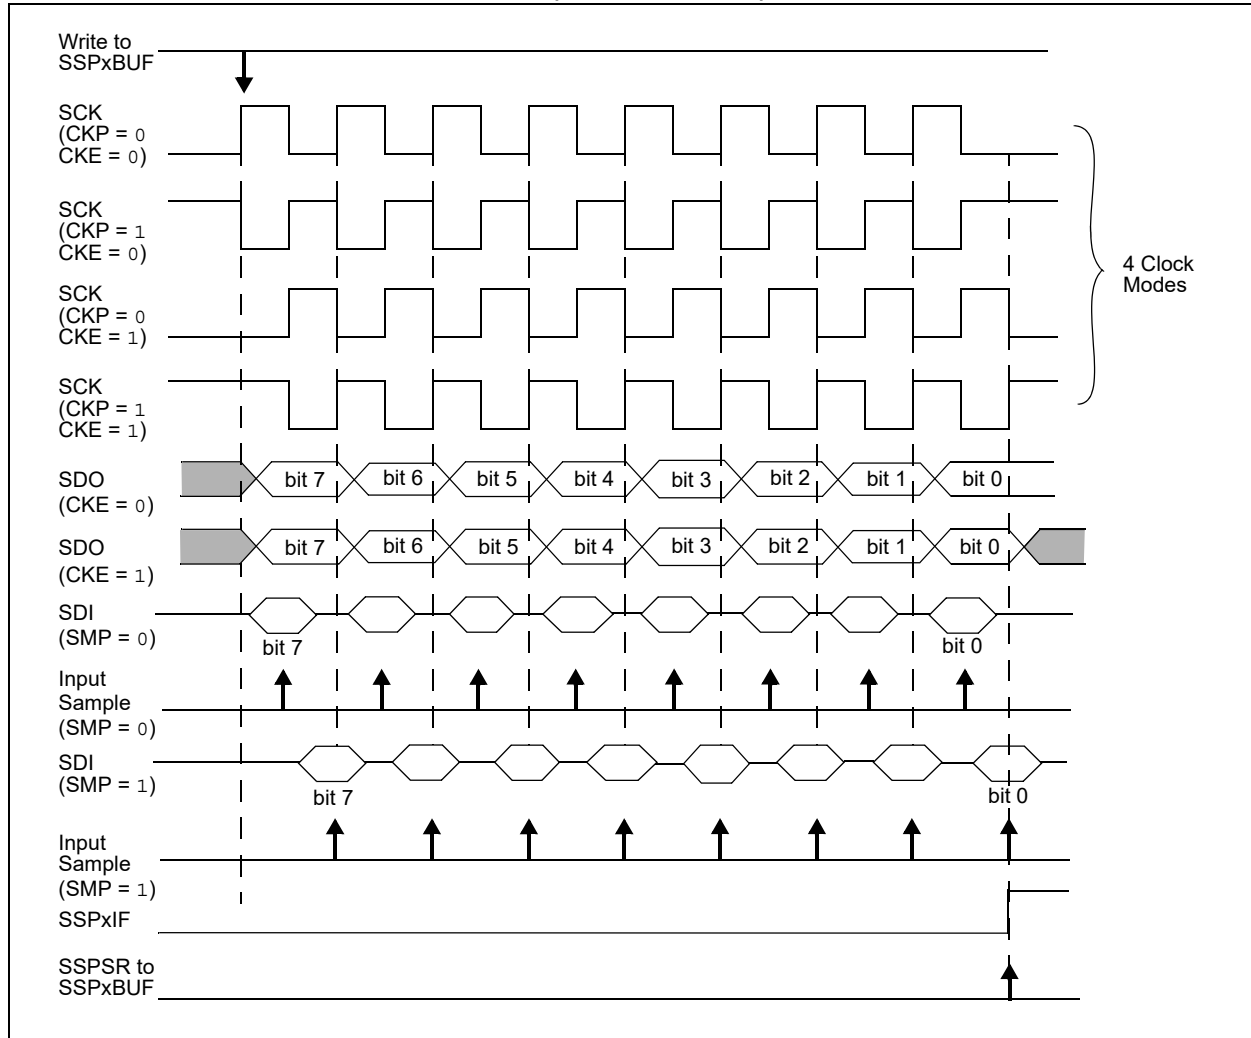 Write to
SSPxBUF
SCK
(CKP = 0
CKE = 0)
SCK
(CKP = 1
CKE = 0)
SCK
(CKP = 0
CKE = 1)
4 Clock
Modes
SCK
(CKP = 1
CKE = 1)
SDO
(CKE = 0)
bit 7 bit 6 bit 5 bit 4 bit 3 bit 2 bit 1 bit 0
SDO
(CKE = 1)
bit 7 bit 6 bit 5 bit 4 bit 3 bit 2 bit 1 bit 0
SDI
(SMP = 0)
bit 7 bit 0
Input
Sample
(SMP = 0)
SDI
(SMP = 1)
bit 7 bit 0
Input
Sample
(SMP = 1)
SSPxIF
SSPSR to
SSPxBUF